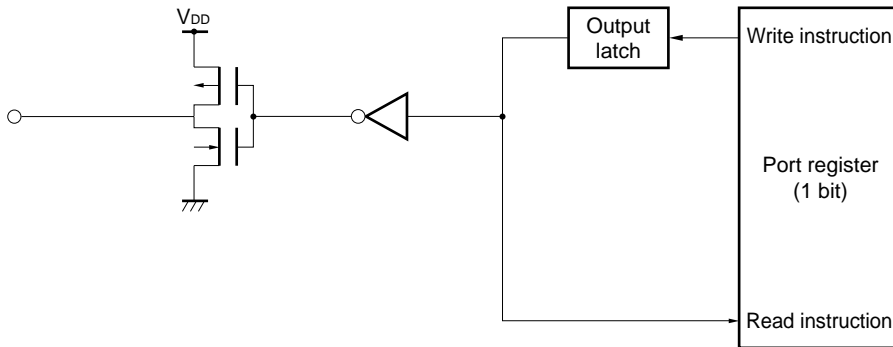 VDD
Output
latch
Write instruction
Port register
(1 bit)
Read instruction